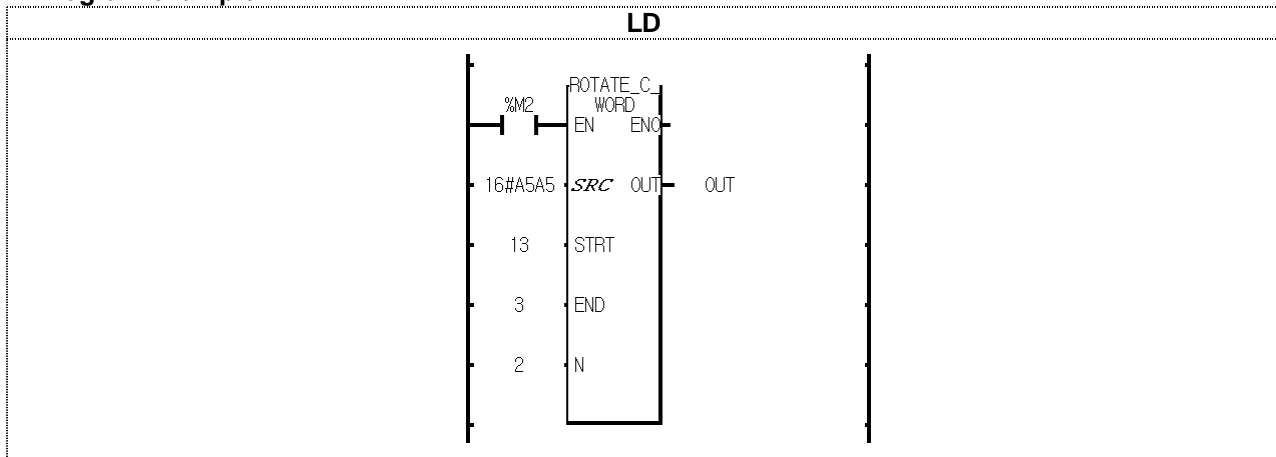 LD
ROTATE_C_
%M2 WORD
EN ENO
16#A5A5 SRC OUT OUT
13 STRT
3 END
2 N